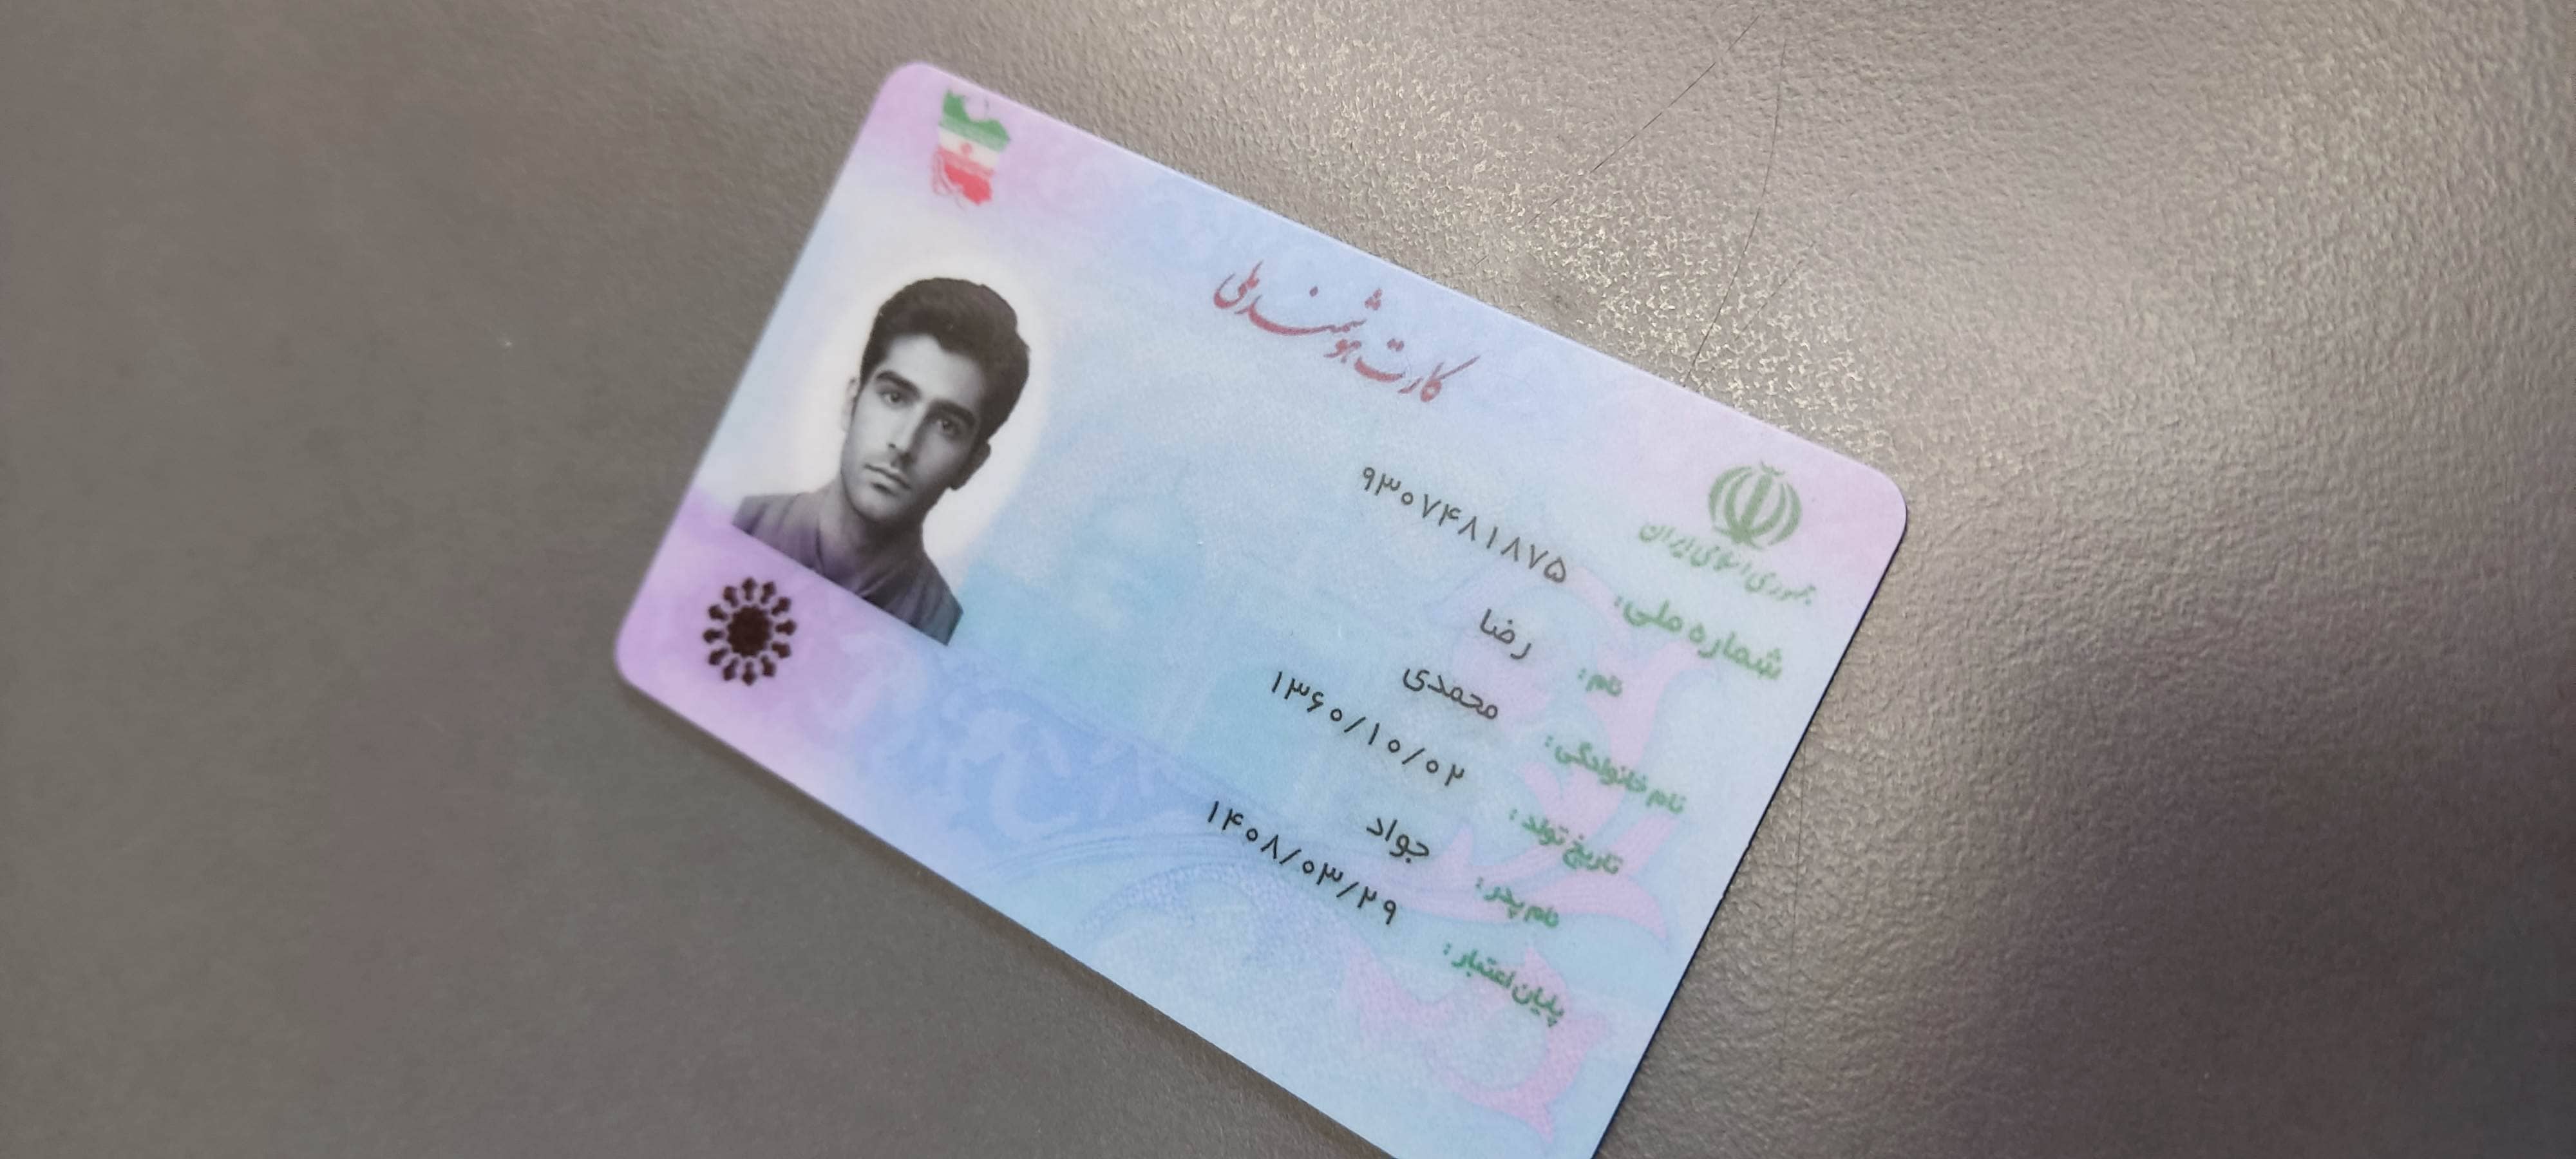 کارت هوشمند ملی
جمهوری اسلامی ایران
شماره ملی: ۹۳۰۷۴۸۱۸۷۵
نام: رضا
نام خانوادگی: محمدی
تاریخ تولد: ۱۳۶۰/۱۰/۰۲
نام پدر: جواد
پایان اعتبار: ۱۴۰۸/۰۳/۲۹